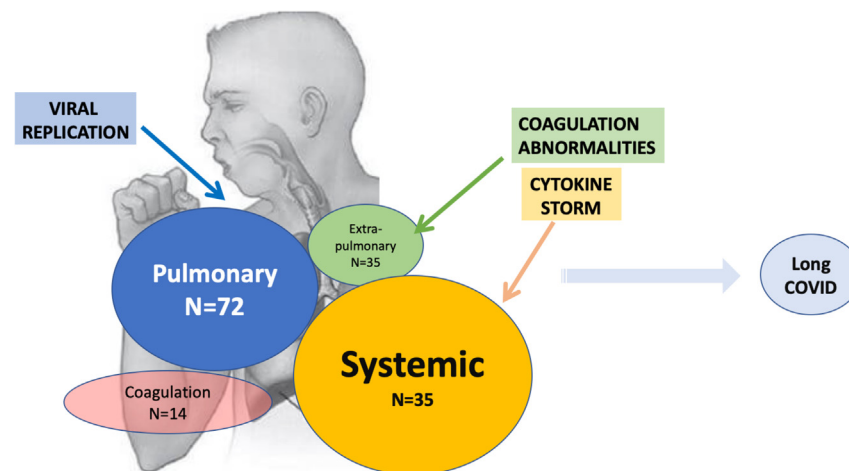 VIRAL
REPLICATION
COAGULATION
ABNORMALITIES
CYTOKINE
STORM
Extra-
pulmonary
N=35
Pulmonary
N=72
Long
COVID
Systemic
N=35
Coagulation
N=14